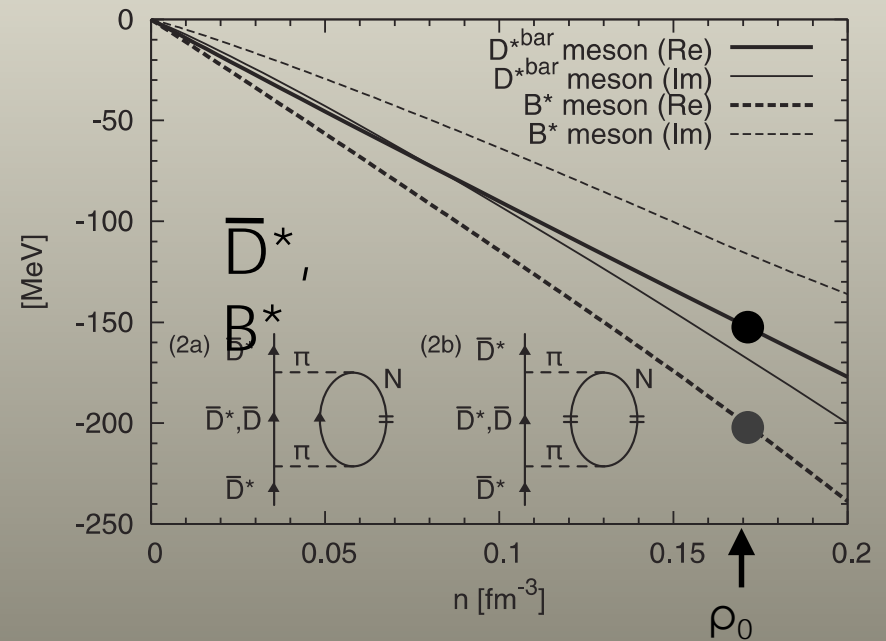 0
-50
-100
-150
-200
-250
[MeV]
D*bar meson (Re)
D*bar meson (Im)
B* meson (Re)
B* meson (Im)
D̅*,
B*
(2a)
D̅*
π
N
D̅*,D̅
π
D̅*
(2b)
D̅*
π
N
D̅*,D̅
π
D̅*
0
0.05
0.1
0.15
0.2
n [fm⁻³]
ρ₀